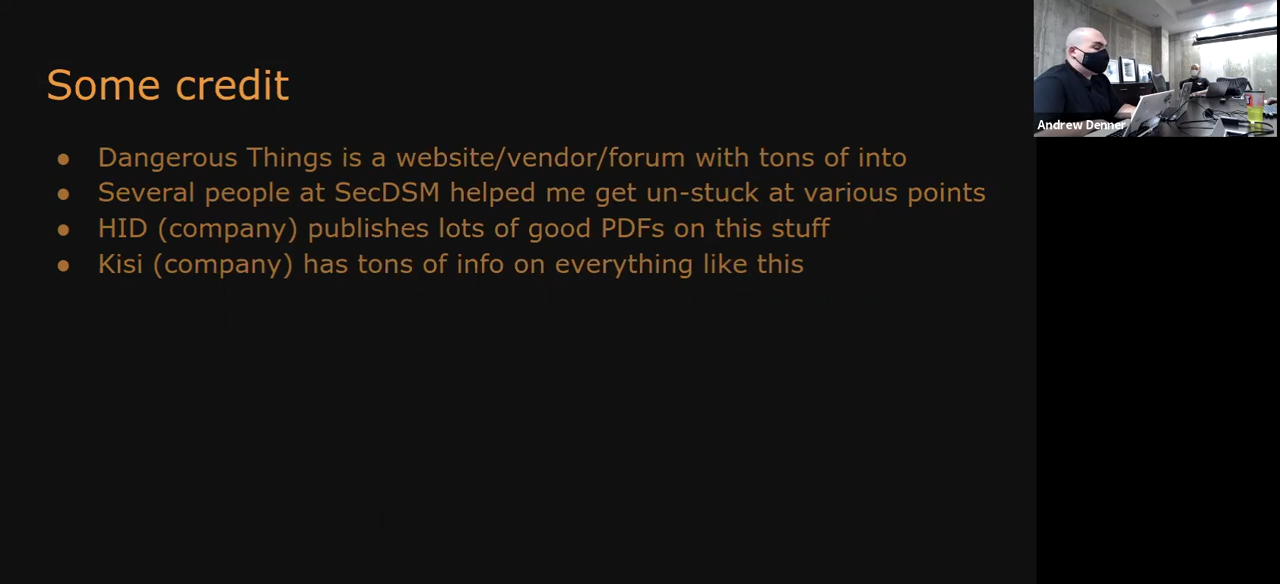 Some credit
● Dangerous Things is a website/vendor/forum with tons of into
● Several people at SecDSM helped me get un-stuck at various points
● HID (company) publishes lots of good PDFs on this stuff
● Kisi (company) has tons of info on everything like this
Andrew Denner